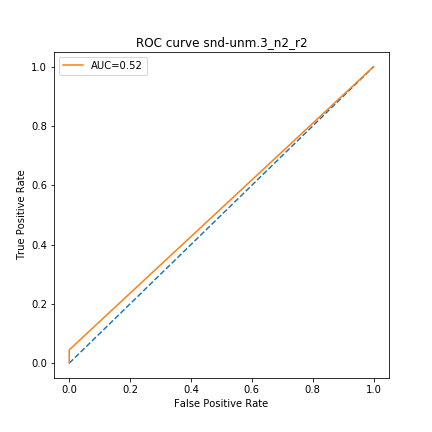 ROC curve snd-unm.3_n2_r2
AUC=0.52
True Positive Rate
1.0
0.8
0.6
0.4
0.2
0.0
0.0 0.2 0.4 0.6 0.8 1.0
False Positive Rate